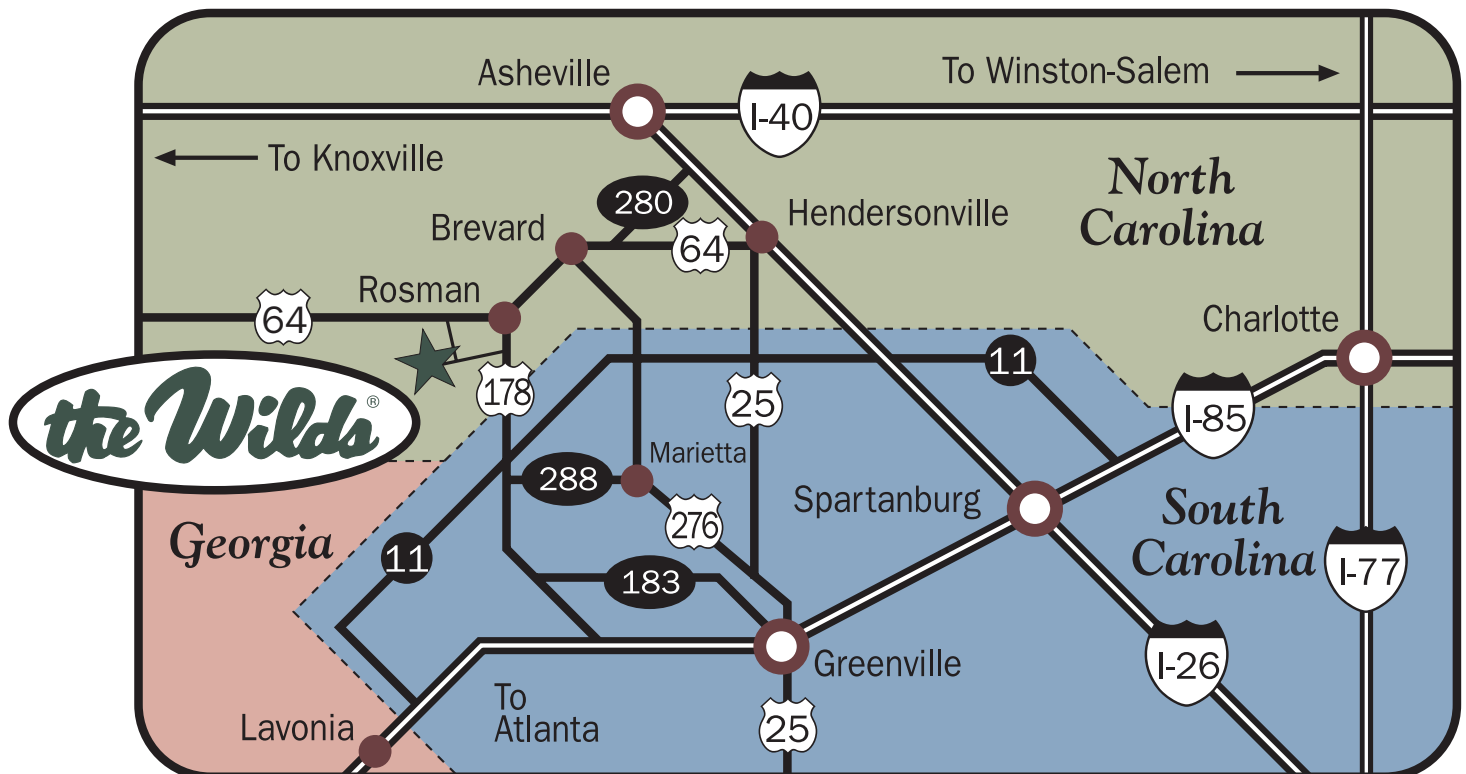 Asheville
To Winston-Salem
I-40
To Knoxville
North
Carolina
280
Hendersonville
Brevard
64
Rosman
64
Charlotte
11
178
25
I-85
the Wilds®
Marietta
288
Spartanburg
276
South
Carolina
Georgia
11
183
I-77
Greenville
I-26
To
Atlanta
Lavonia
25